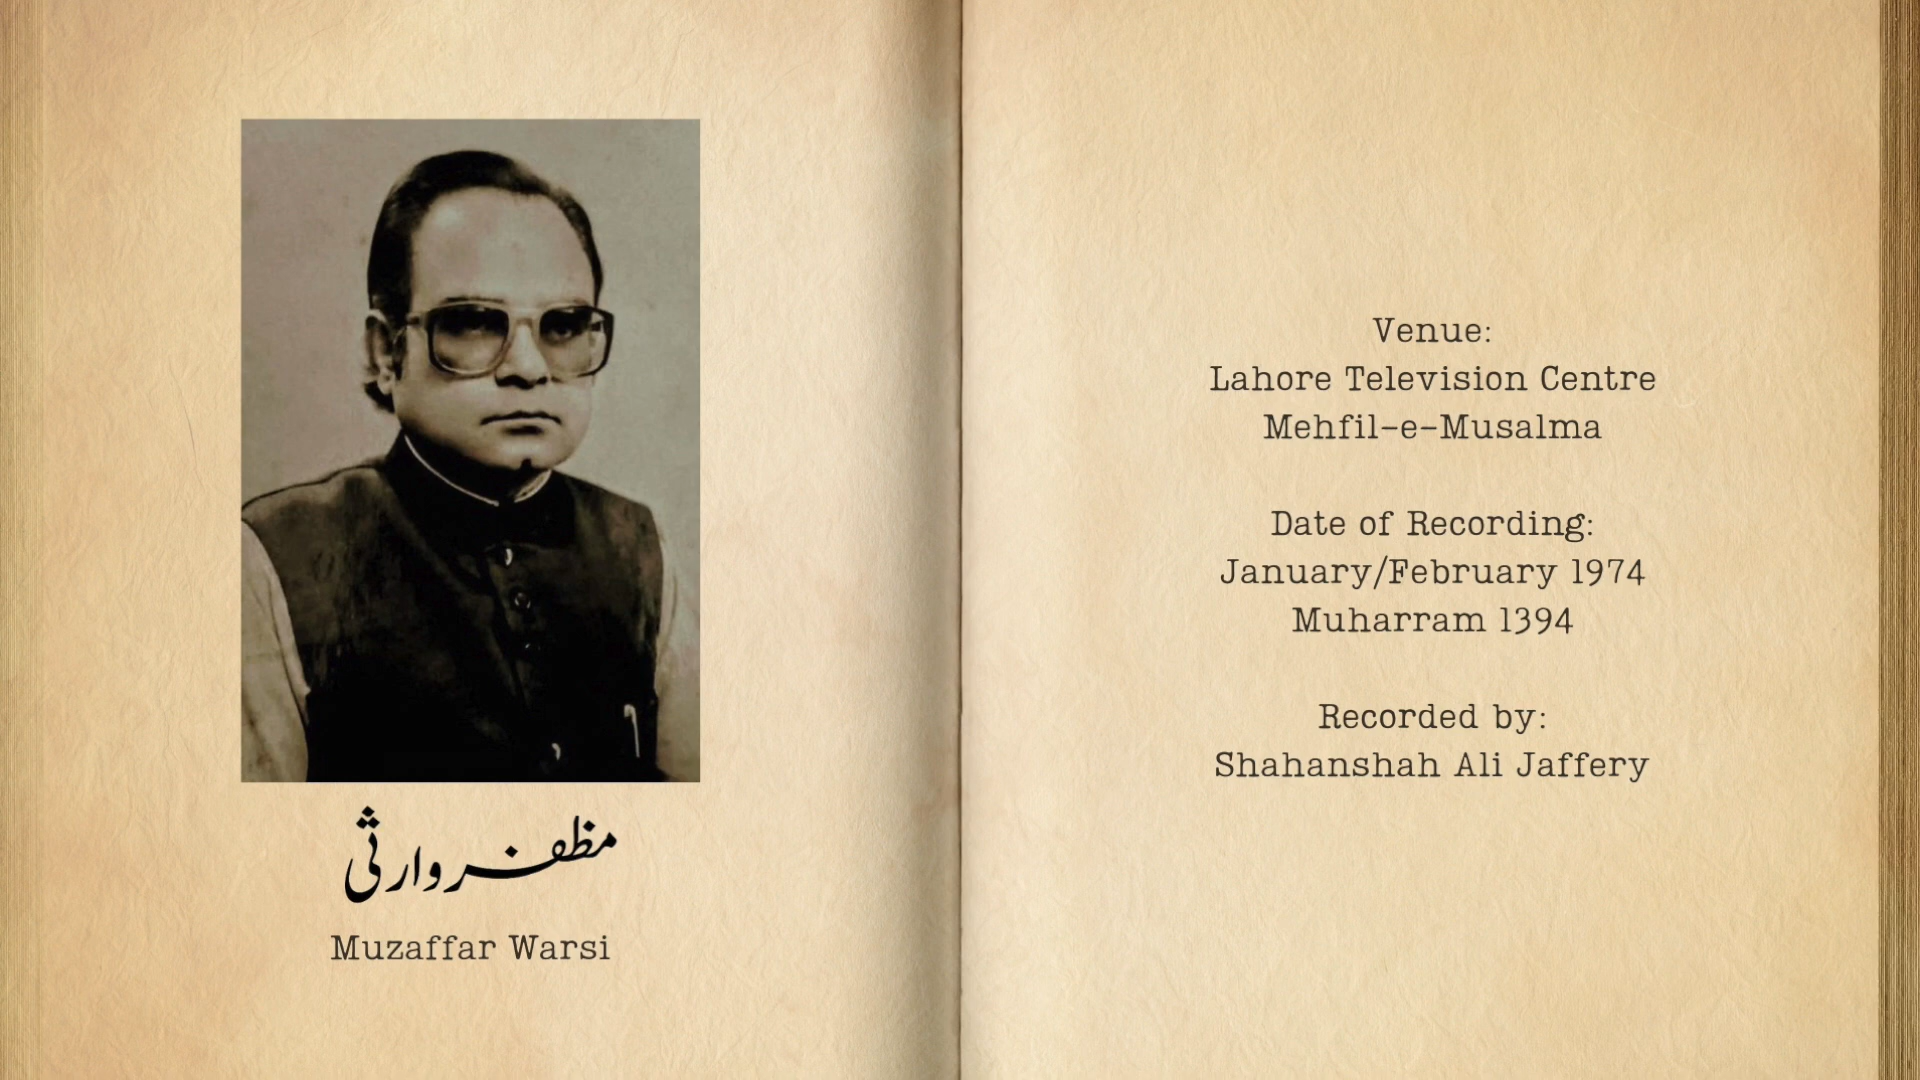 مظفر وارثی
Muzaffar Warsi
Venue:
Lahore Television Centre
Mehfil-e-Musalma
Date of Recording:
January/February 1974
Muharram 1394
Recorded by:
Shahanshah Ali Jaffery